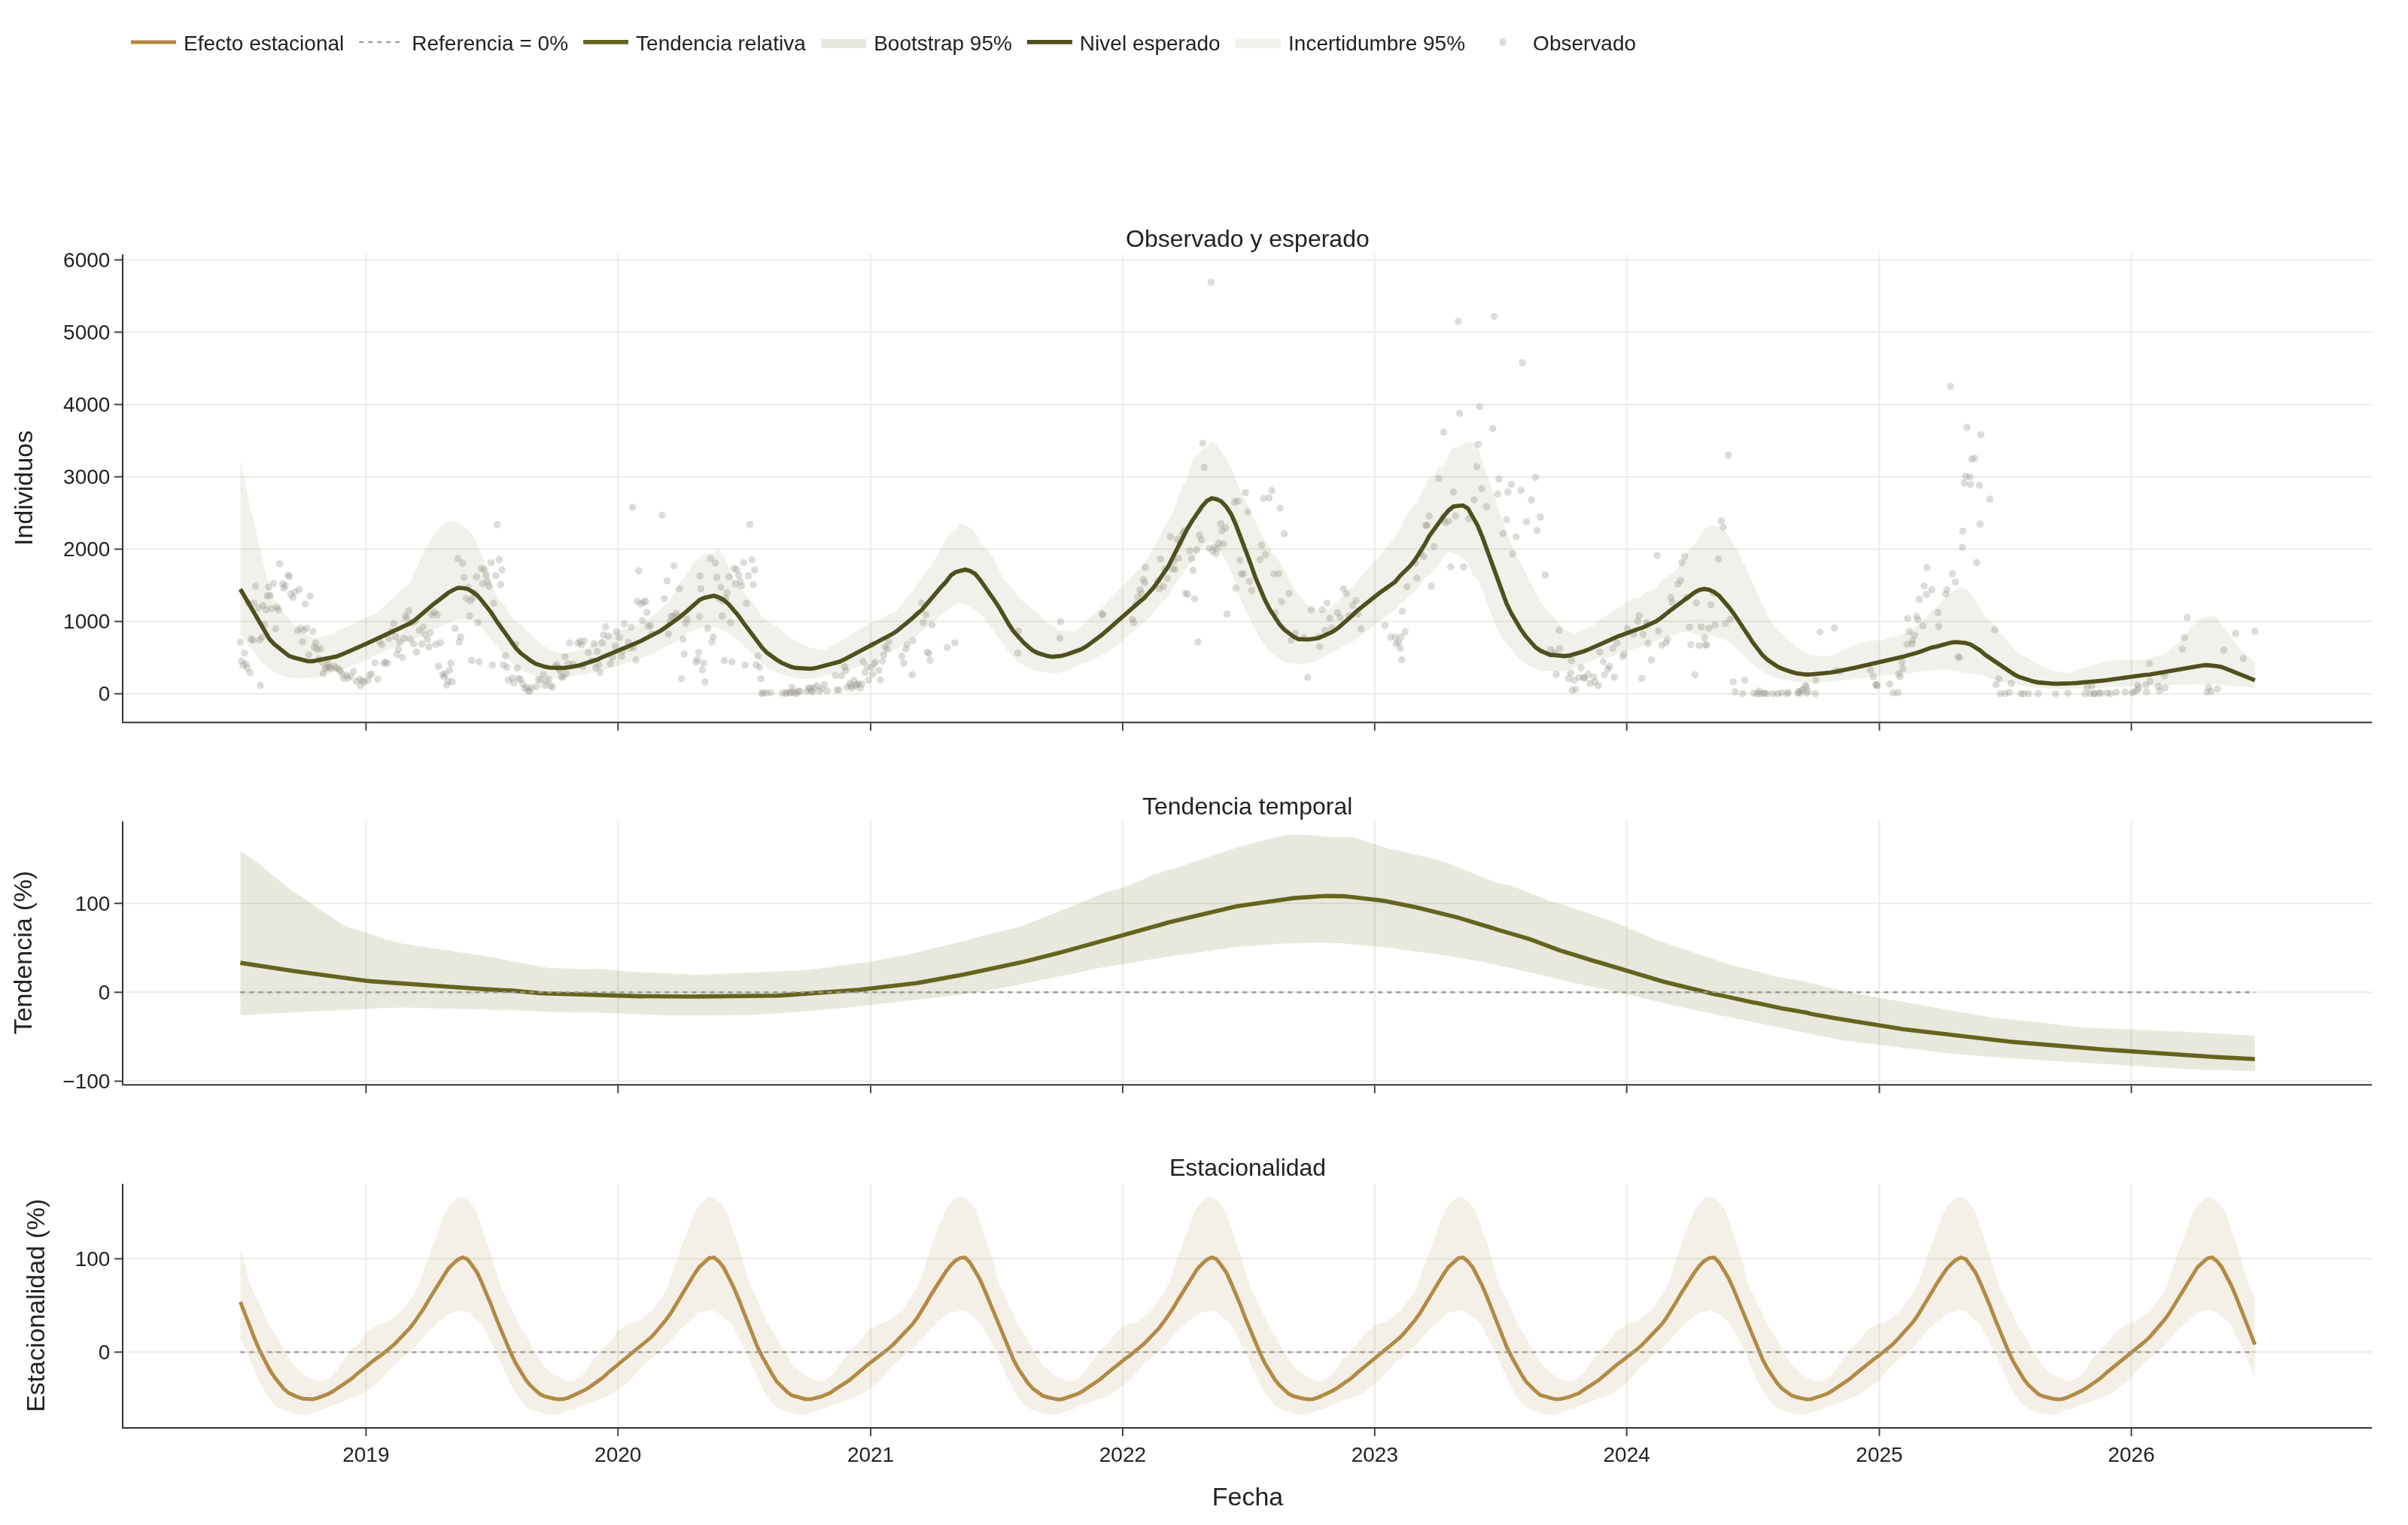 Efecto estacional Referencia = 0% Tendencia relativa Bootstrap 95% Nivel esperado Incertidumbre 95% Observado
Observado y esperado
Individuos
6000
5000
4000
3000
2000
1000
0
Tendencia temporal
Tendencia (%)
100
0
−100
Estacionalidad
Estacionalidad (%)
100
0
2019 2020 2021 2022 2023 2024 2025 2026
Fecha